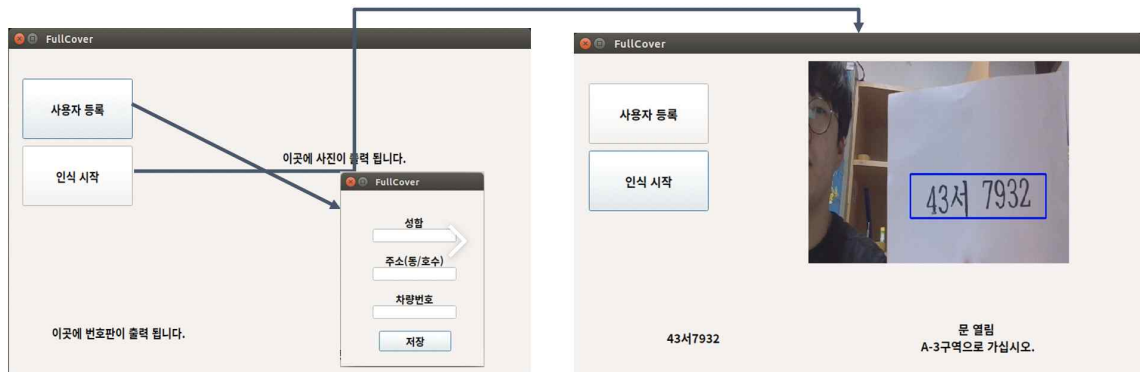 FullCover
사용자 등록
인식 시작
이곳에 사진이 출력 됩니다.
FullCover
성함
주소(동/호수)
차량번호
저장
이곳에 번호판이 출력 됩니다.
FullCover
사용자 등록
인식 시작
43서 7932
43서7932
문 열림
A-3구역으로 가십시오.